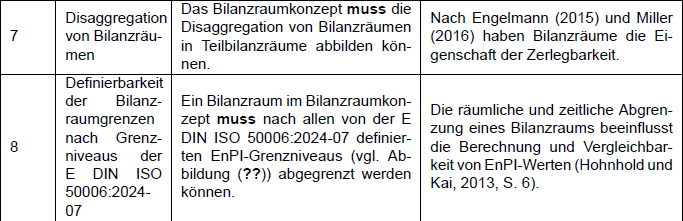 7
Disaggregation
von Bilanzräu-
men
Das Bilanzraumkonzept muss die
Disaggregation von Bilanzräumen
in Teilbilanzräume abbilden kön-
nen.
Nach Engelmann (2015) und Miller
(2016) haben Bilanzräume die Ei-
genschaft der Zerlegbarkeit.
8
Definierbarkeit
der Bilanz-
raumgrenzen
nach Grenz-
niveaus der
E DIN ISO
50006:2024-
07
Ein Bilanzraum im Bilanzraumkon-
zept muss nach allen von der E
DIN ISO 50006:2024-07 definier-
ten EnPI-Grenzniveaus (vgl. Ab-
bildung (??)) abgegrenzt werden
können.
Die räumliche und zeitliche Abgren-
zung eines Bilanzraums beeinflusst
die Berechnung und Vergleichbar-
keit von EnPI-Werten (Hohnhold und
Kai, 2013, S. 6).